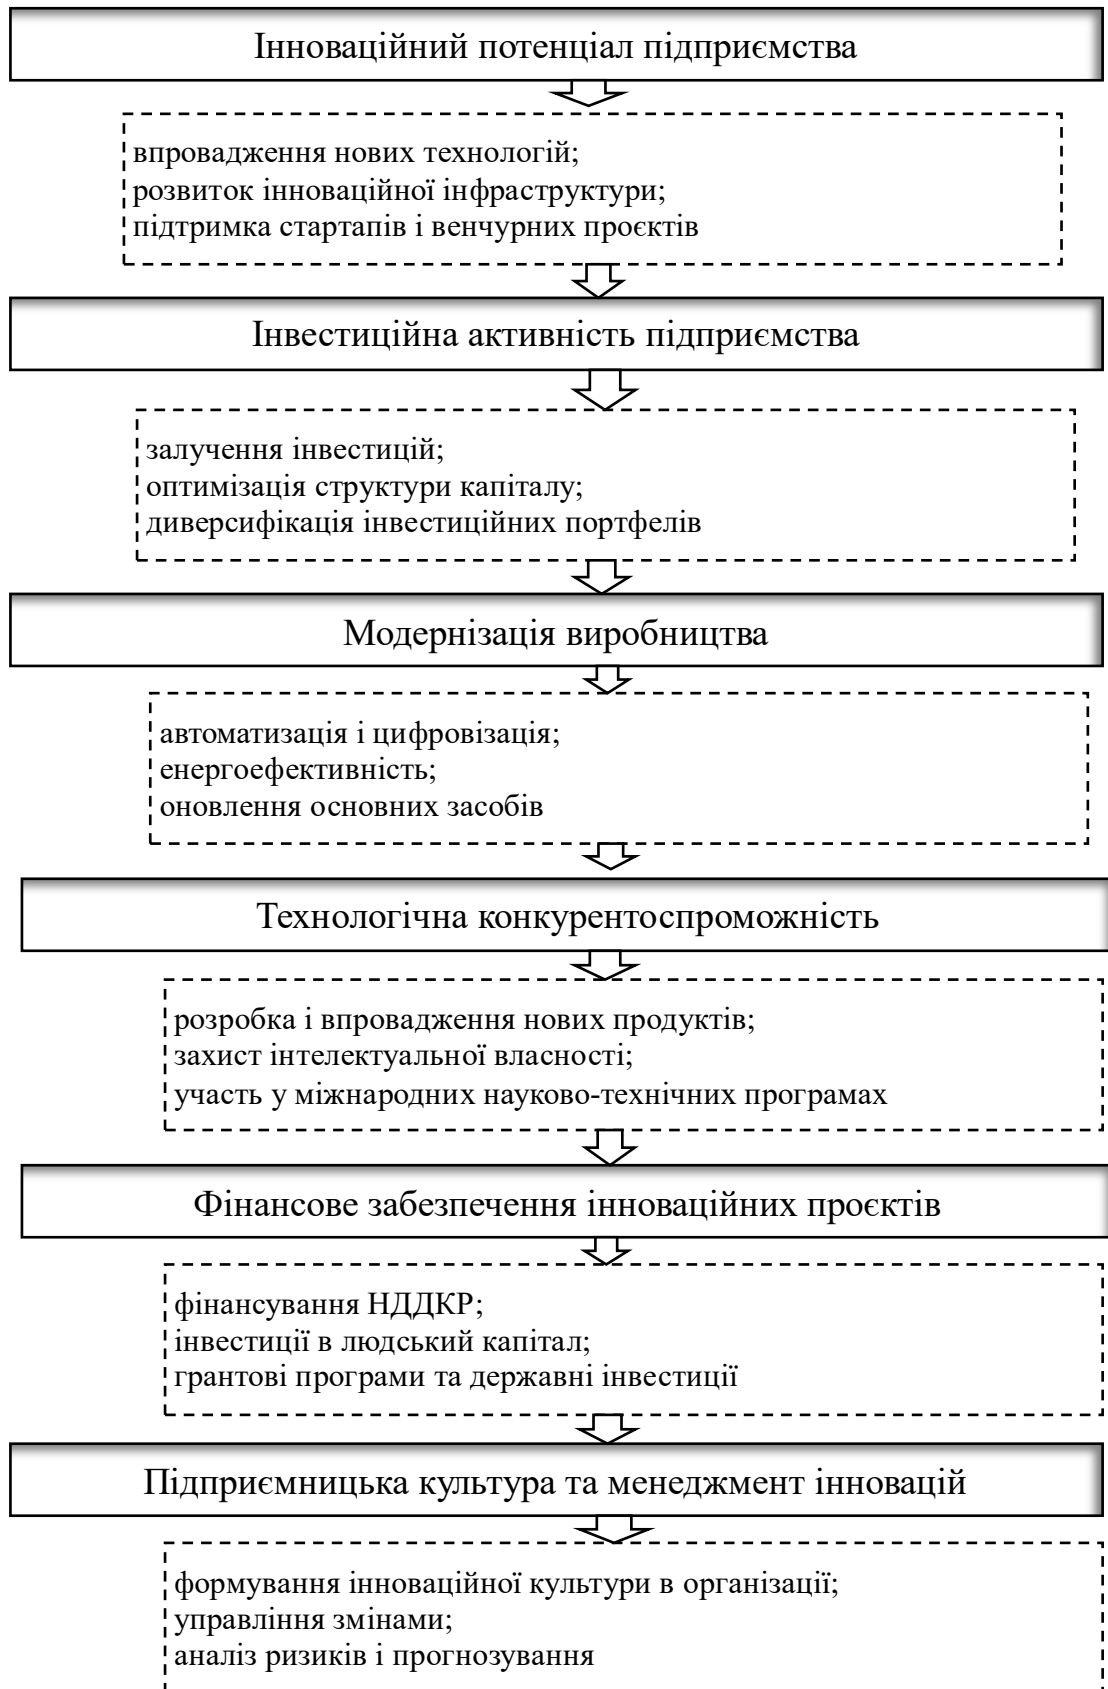 Інноваційний потенціал підприємства
впровадження нових технологій;
розвиток інноваційної інфраструктури;
підтримка стартапів і венчурних проєктів
Інвестиційна активність підприємства
залучення інвестицій;
оптимізація структури капіталу;
диверсифікація інвестиційних портфелів
Модернізація виробництва
автоматизація і цифровізація;
енергоефективність;
оновлення основних засобів
Технологічна конкурентоспроможність
розробка і впровадження нових продуктів;
захист інтелектуальної власності;
участь у міжнародних науково-технічних програмах
Фінансове забезпечення інноваційних проєктів
фінансування НДДКР;
інвестиції в людський капітал;
грантові програми та державні інвестиції
Підприємницька культура та менеджмент інновацій
формування інноваційної культури в організації;
управління змінами;
аналіз ризиків і прогнозування